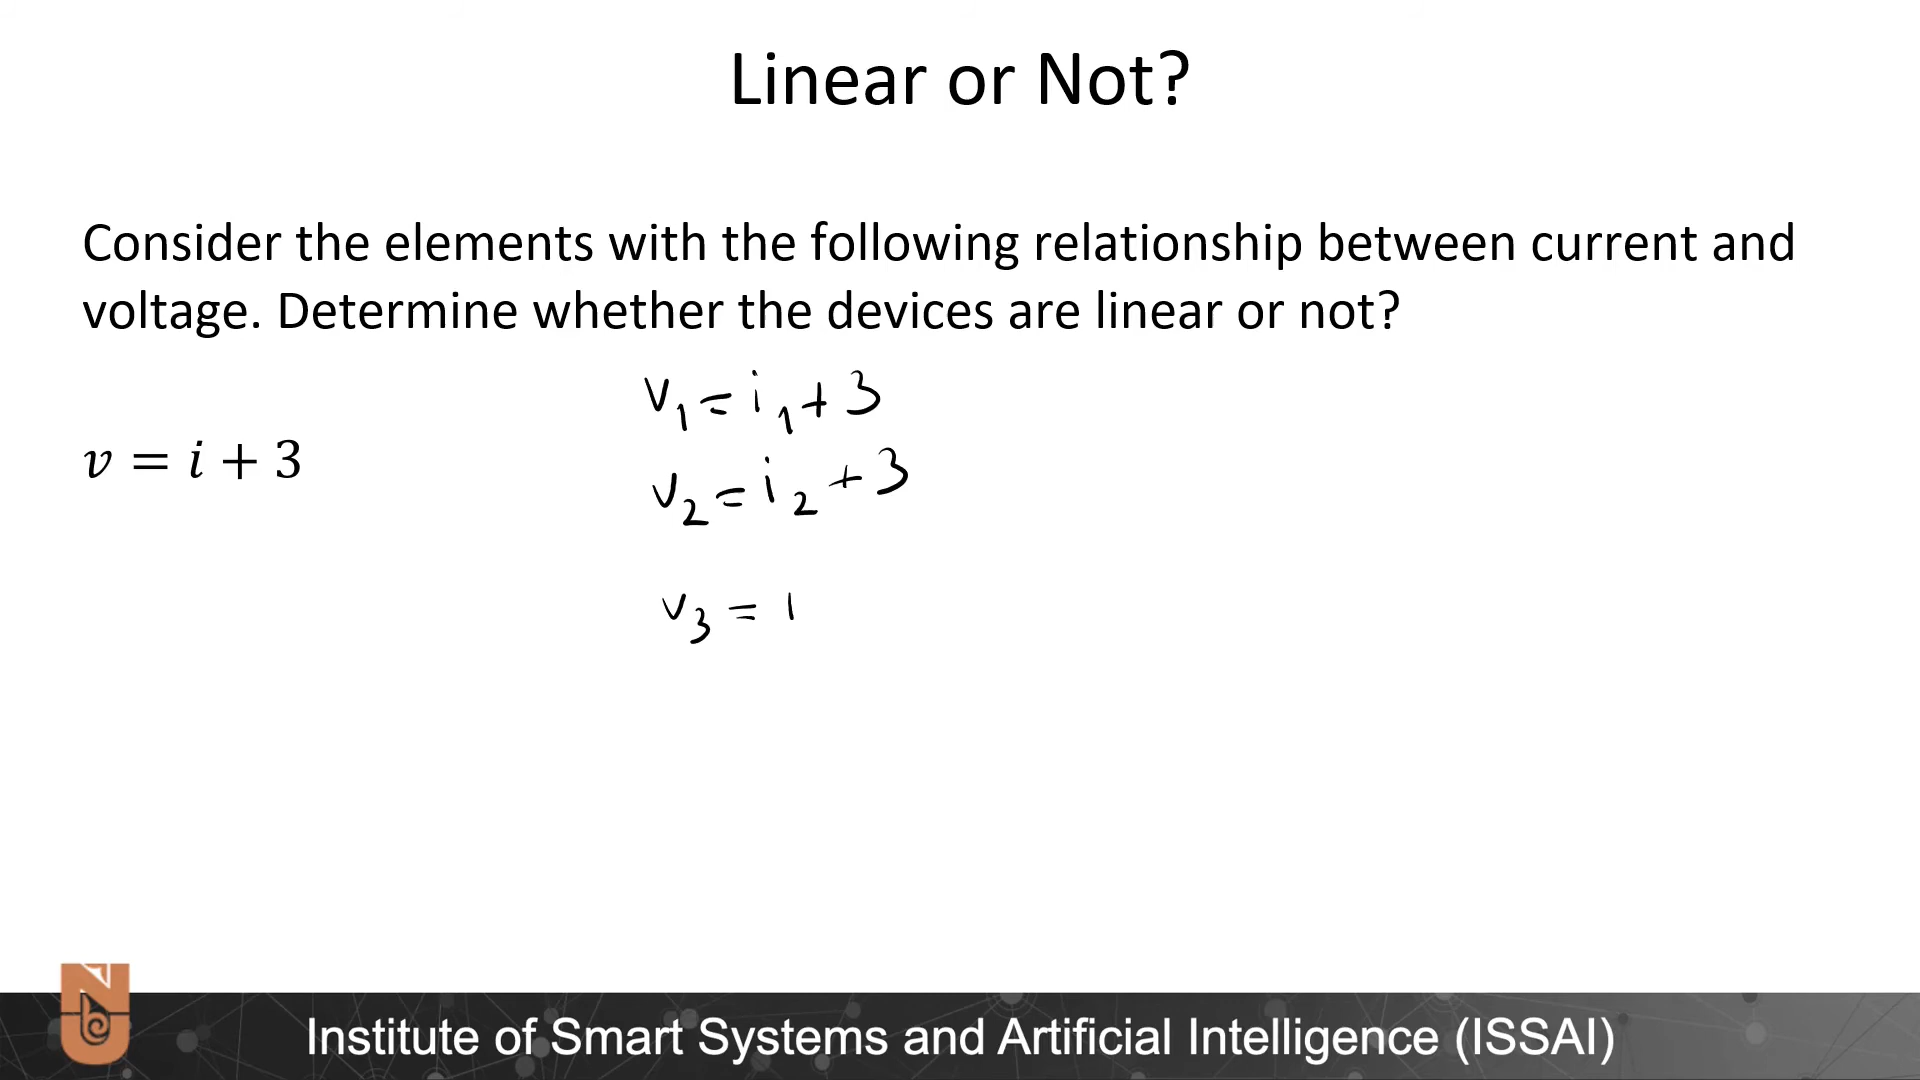 Linear or Not?
Consider the elements with the following relationship between current and
voltage. Determine whether the devices are linear or not?
v₁ = i₁ + 3
v = i + 3
v₂ = i₂ + 3
v₃ = ı
Institute of Smart Systems and Artificial Intelligence (ISSAI)